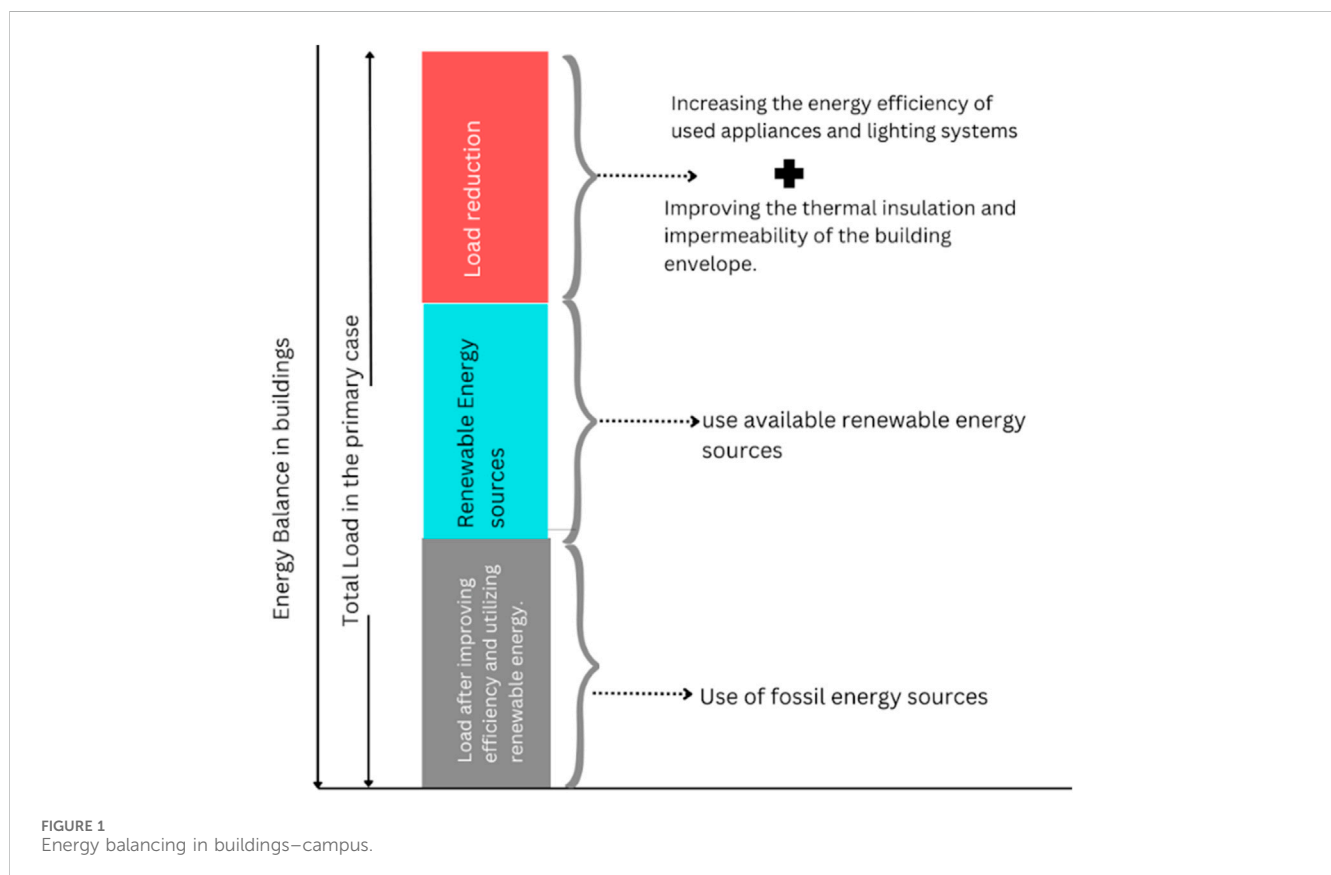 Energy Balance in buildings
Total Load in the primary case
Load reduction
Increasing the energy efficiency of
used appliances and lighting systems
Improving the thermal insulation and
impermeability of the building
envelope.
Renewable Energy
sources
use available renewable energy
sources
Load after improving
efficiency and utilizing
renewable energy.
Use of fossil energy sources
FIGURE 1
Energy balancing in buildings–campus.